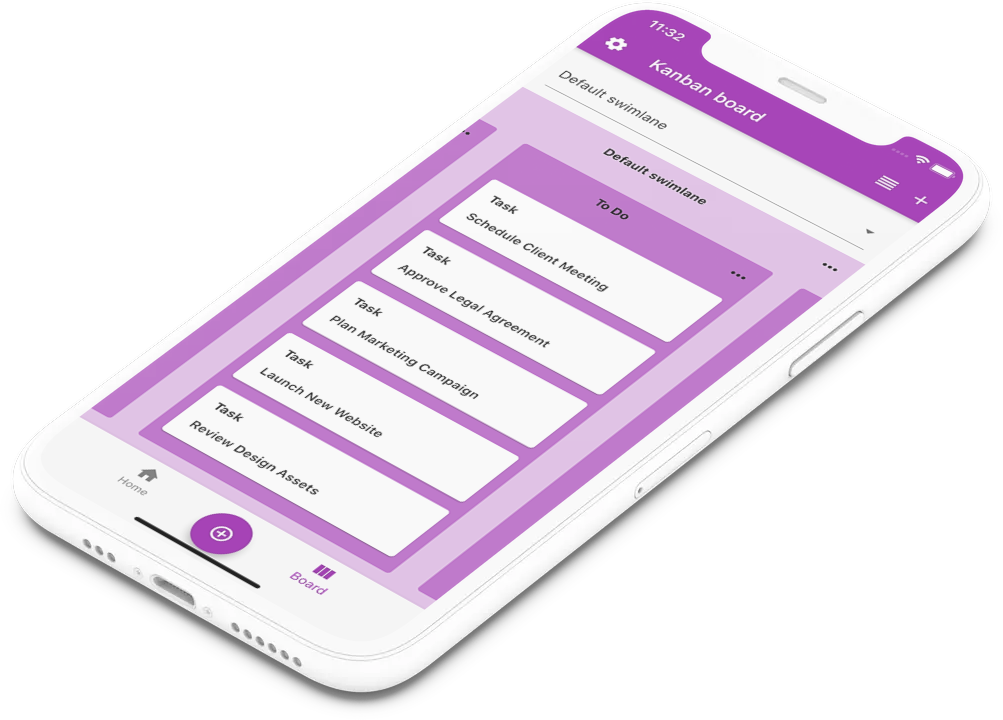 11:32
Kanban board
Default swimlane
Default swimlane
To Do
Task
Schedule Client Meeting
Task
Approve Legal Agreement
Task
Plan Marketing Campaign
Task
Launch New Website
Task
Review Design Assets
Home
Board